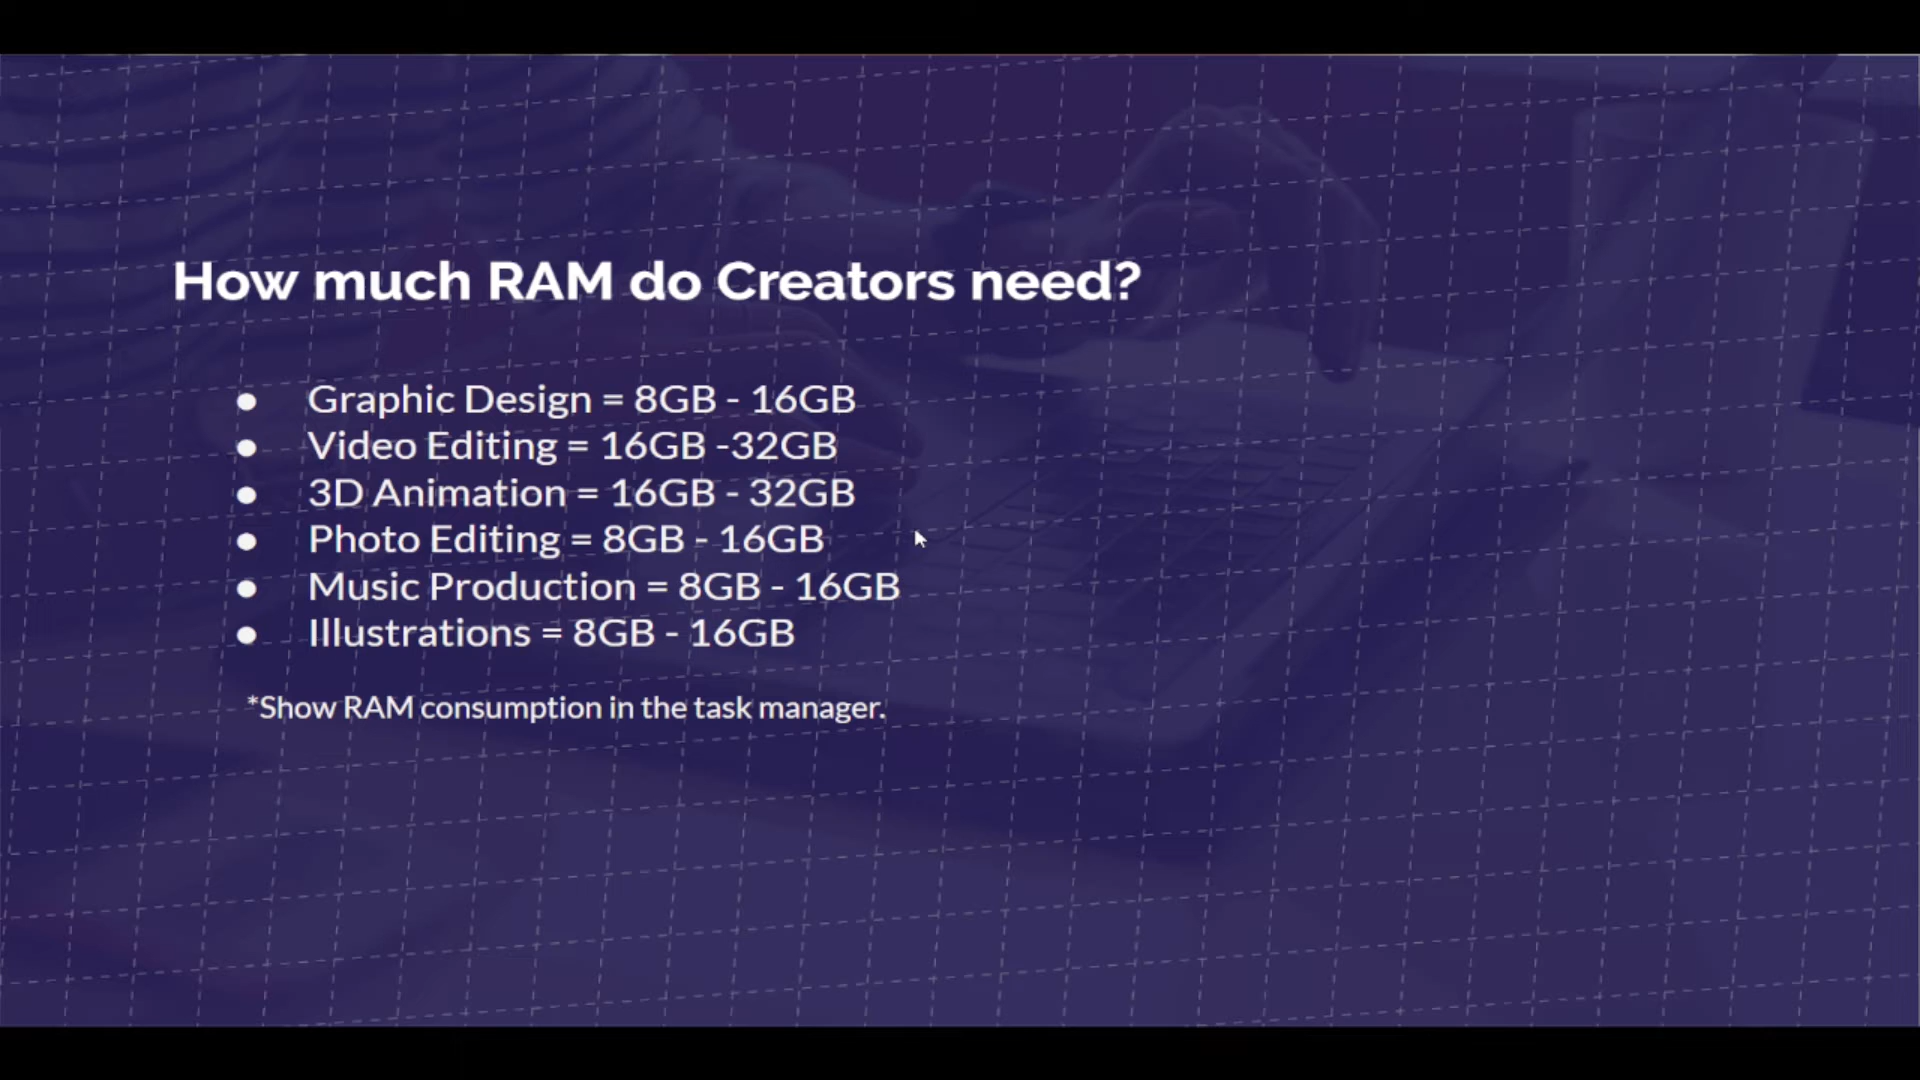 How much RAM do Creators need?
● Graphic Design = 8GB - 16GB
● Video Editing = 16GB -32GB
● 3D Animation = 16GB - 32GB
● Photo Editing = 8GB - 16GB
● Music Production = 8GB - 16GB
● Illustrations = 8GB - 16GB
*Show RAM consumption in the task manager.